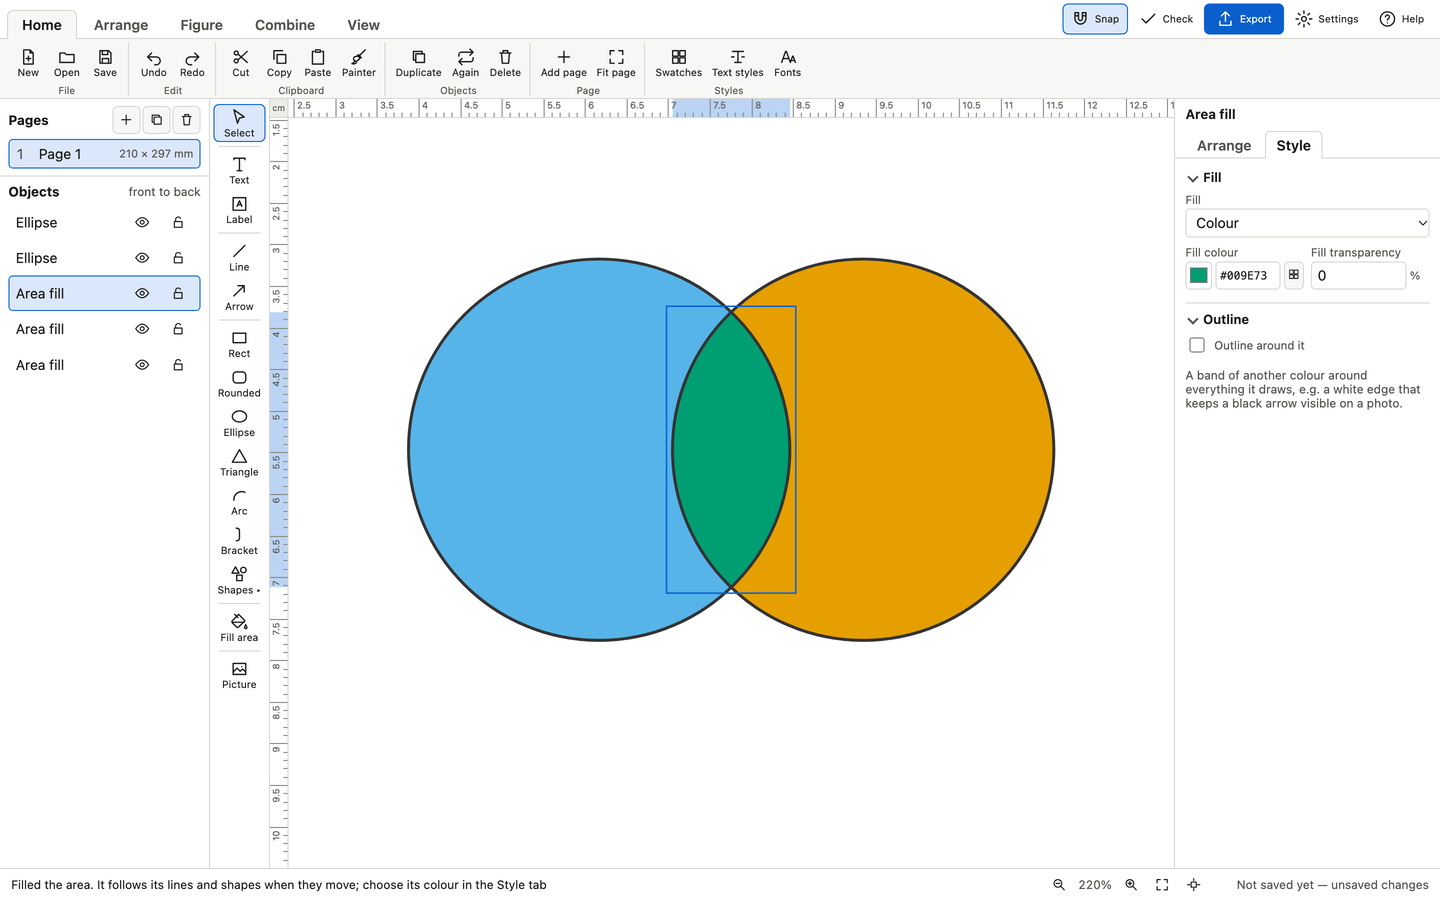 Home Arrange Figure Combine View Snap Check Export Settings Help
New Open Save Undo Redo Cut Copy Paste Painter Duplicate Again Delete Add page Fit page Swatches Text styles Fonts
File Edit Clipboard Objects Page Styles
Pages
1 Page 1 210 × 297 mm
Objects front to back
Ellipse
Ellipse
Area fill
Area fill
Area fill
Select
Text
Label
Line
Arrow
Rect
Rounded
Ellipse
Triangle
Arc
Bracket
Shapes
Fill area
Picture
cm 2.5 3 3.5 4 4.5 5 5.5 6 6.5 7 7.5 8 8.5 9 9.5 10 10.5 11 11.5 12 12.5
1.5
2
2.5
3
3.5
4
4.5
5
5.5
6
6.5
7
7.5
8
8.5
9
9.5
10
Area fill
Arrange Style
Fill
Fill
Colour
Fill colour Fill transparency
#009E73 0 %
Outline
Outline around it
A band of another colour around
everything it draws, e.g. a white edge that
keeps a black arrow visible on a photo.
Filled the area. It follows its lines and shapes when they move; choose its colour in the Style tab 220% Not saved yet — unsaved changes